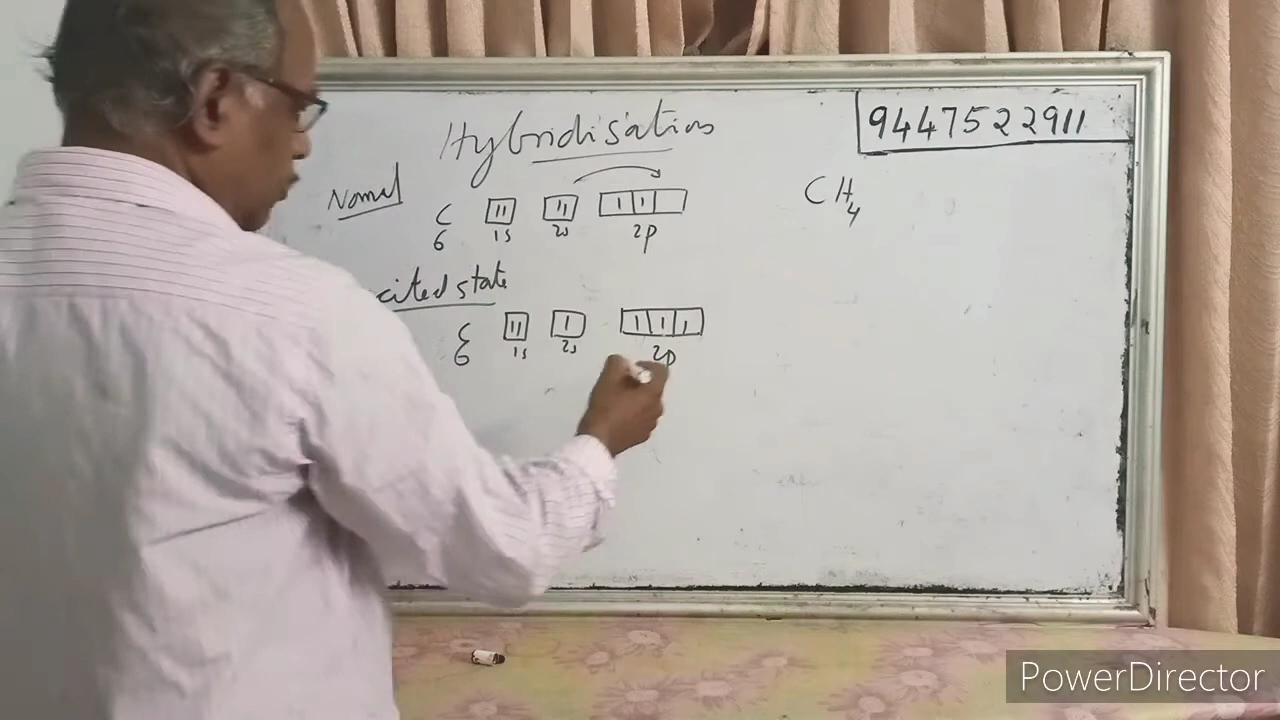 Hybridisation
9447522911
Normal
C 6 1s 2s 2p
CH4
cited state
C 6 1s 2s 2p
PowerDirector